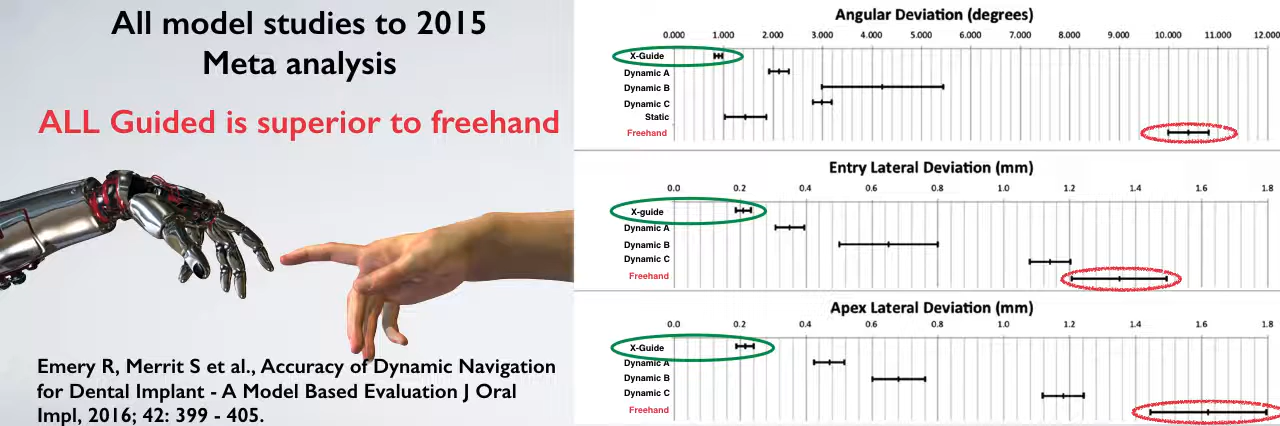 All model studies to 2015
Meta analysis
ALL Guided is superior to freehand
Emery R, Merrit S et al., Accuracy of Dynamic Navigation
for Dental Implant - A Model Based Evaluation J Oral
Impl, 2016; 42: 399 - 405.
Angular Deviation (degrees)
0.000 1.000 2.000 3.000 4.000 5.000 6.000 7.000 8.000 9.000 10.000 11.000 12.000
X-Guide
Dynamic A
Dynamic B
Dynamic C
Static
Freehand
Entry Lateral Deviation (mm)
0.0 0.2 0.4 0.6 0.8 1.0 1.2 1.4 1.6 1.8
X-guide
Dynamic A
Dynamic B
Dynamic C
Freehand
Apex Lateral Deviation (mm)
0.0 0.2 0.4 0.6 0.8 1.0 1.2 1.4 1.6 1.8
X-Guide
Dynamic A
Dynamic B
Dynamic C
Freehand